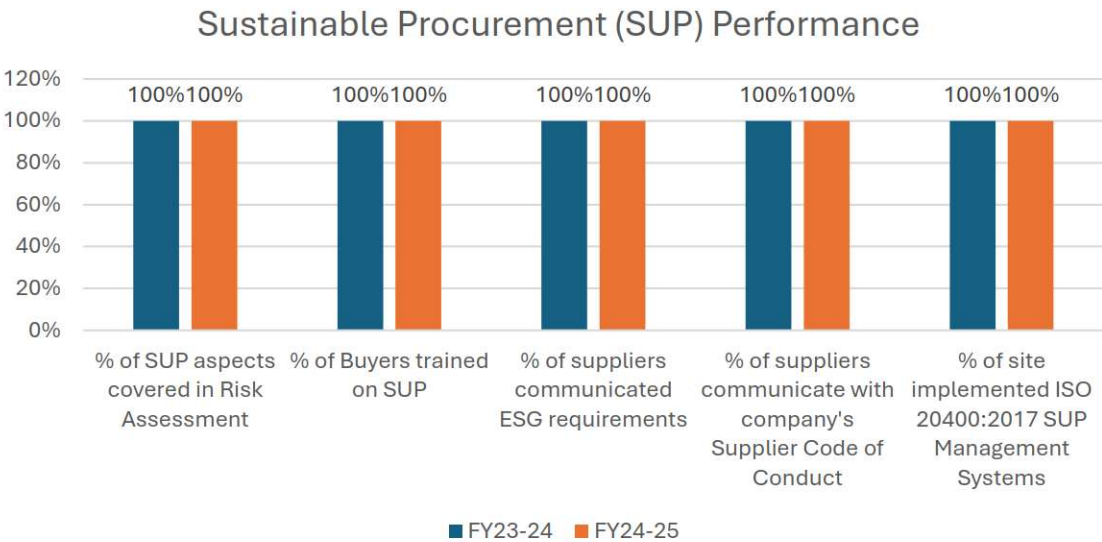 Sustainable Procurement (SUP) Performance
120%
100%
80%
60%
40%
20%
0%
100%100%
100%100%
100%100%
100%100%
100%100%
% of SUP aspects
covered in Risk
Assessment
% of Buyers trained
on SUP
% of suppliers
communicated
ESG requirements
% of suppliers
communicate with
company's
Supplier Code of
Conduct
% of site
implemented ISO
20400:2017 SUP
Management
Systems
FY23-24
FY24-25